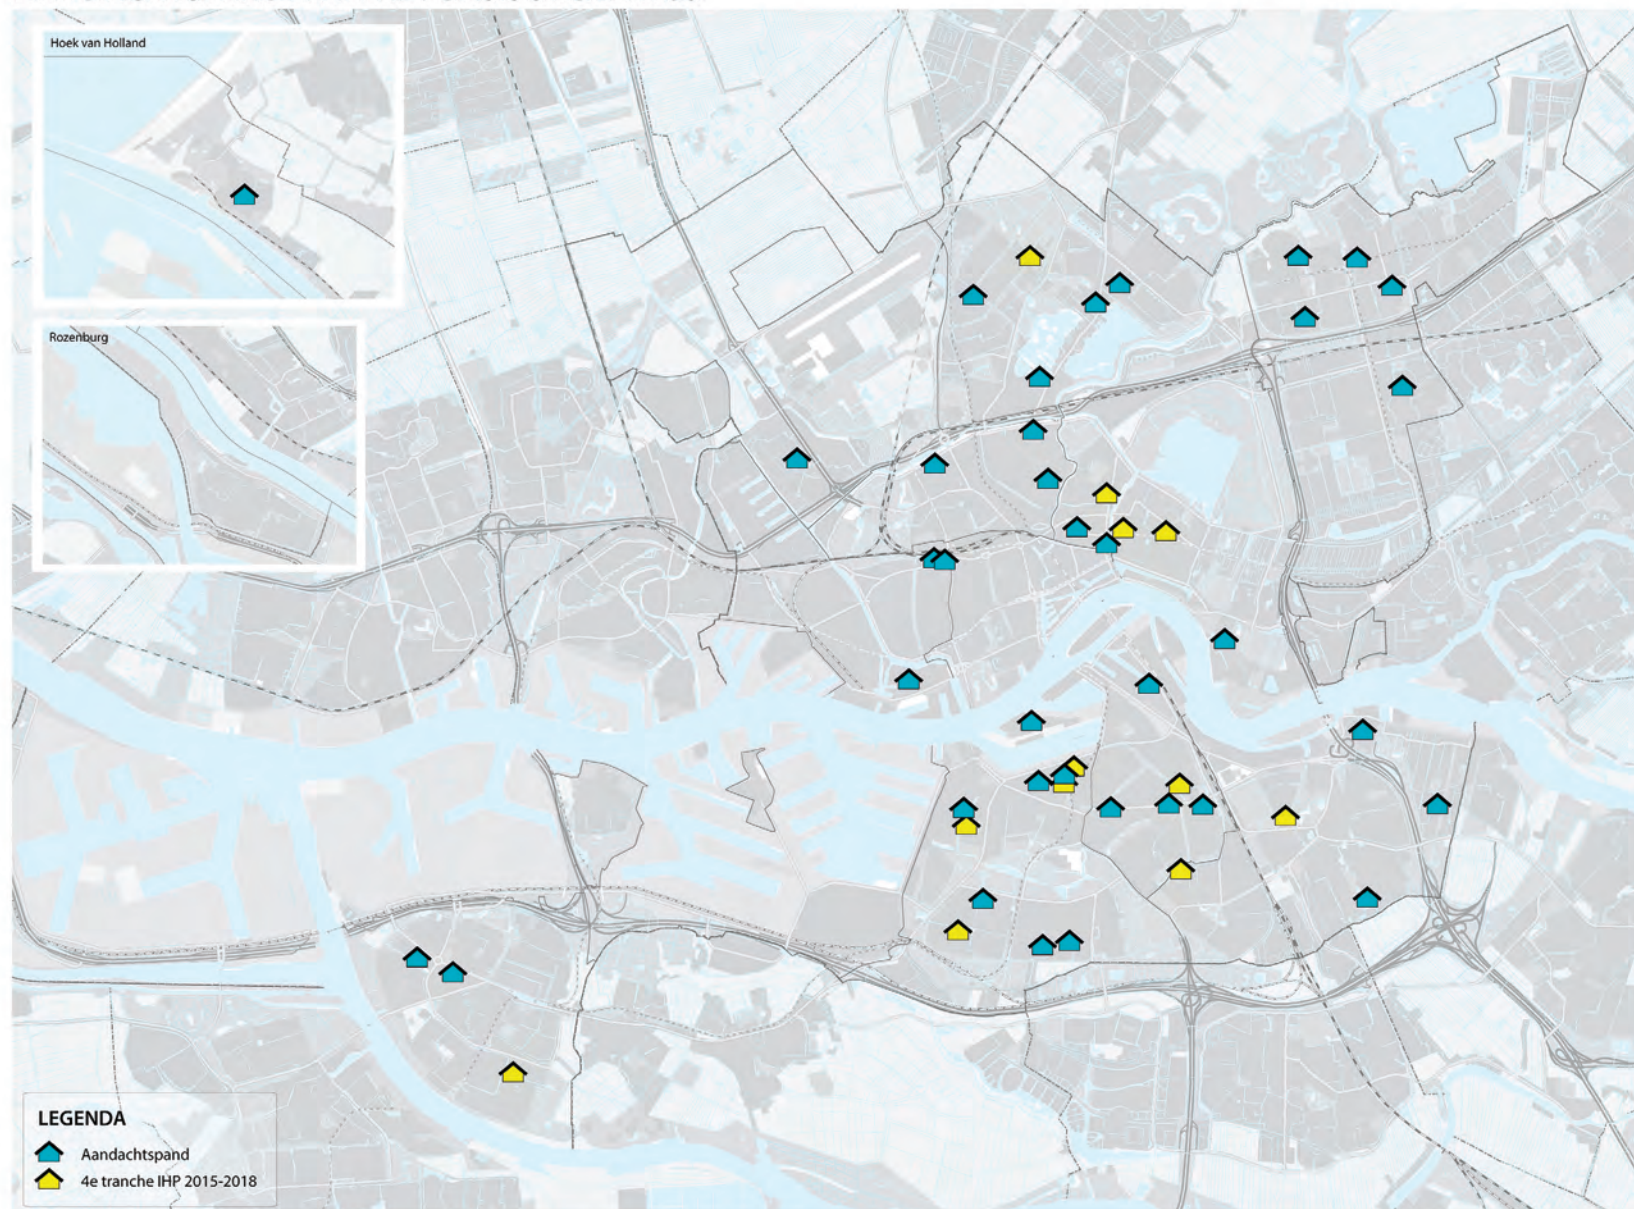 Hoek van Holland
Rozenburg
LEGENDA
Aandachtspand
4e tranche IHP 2015-2018